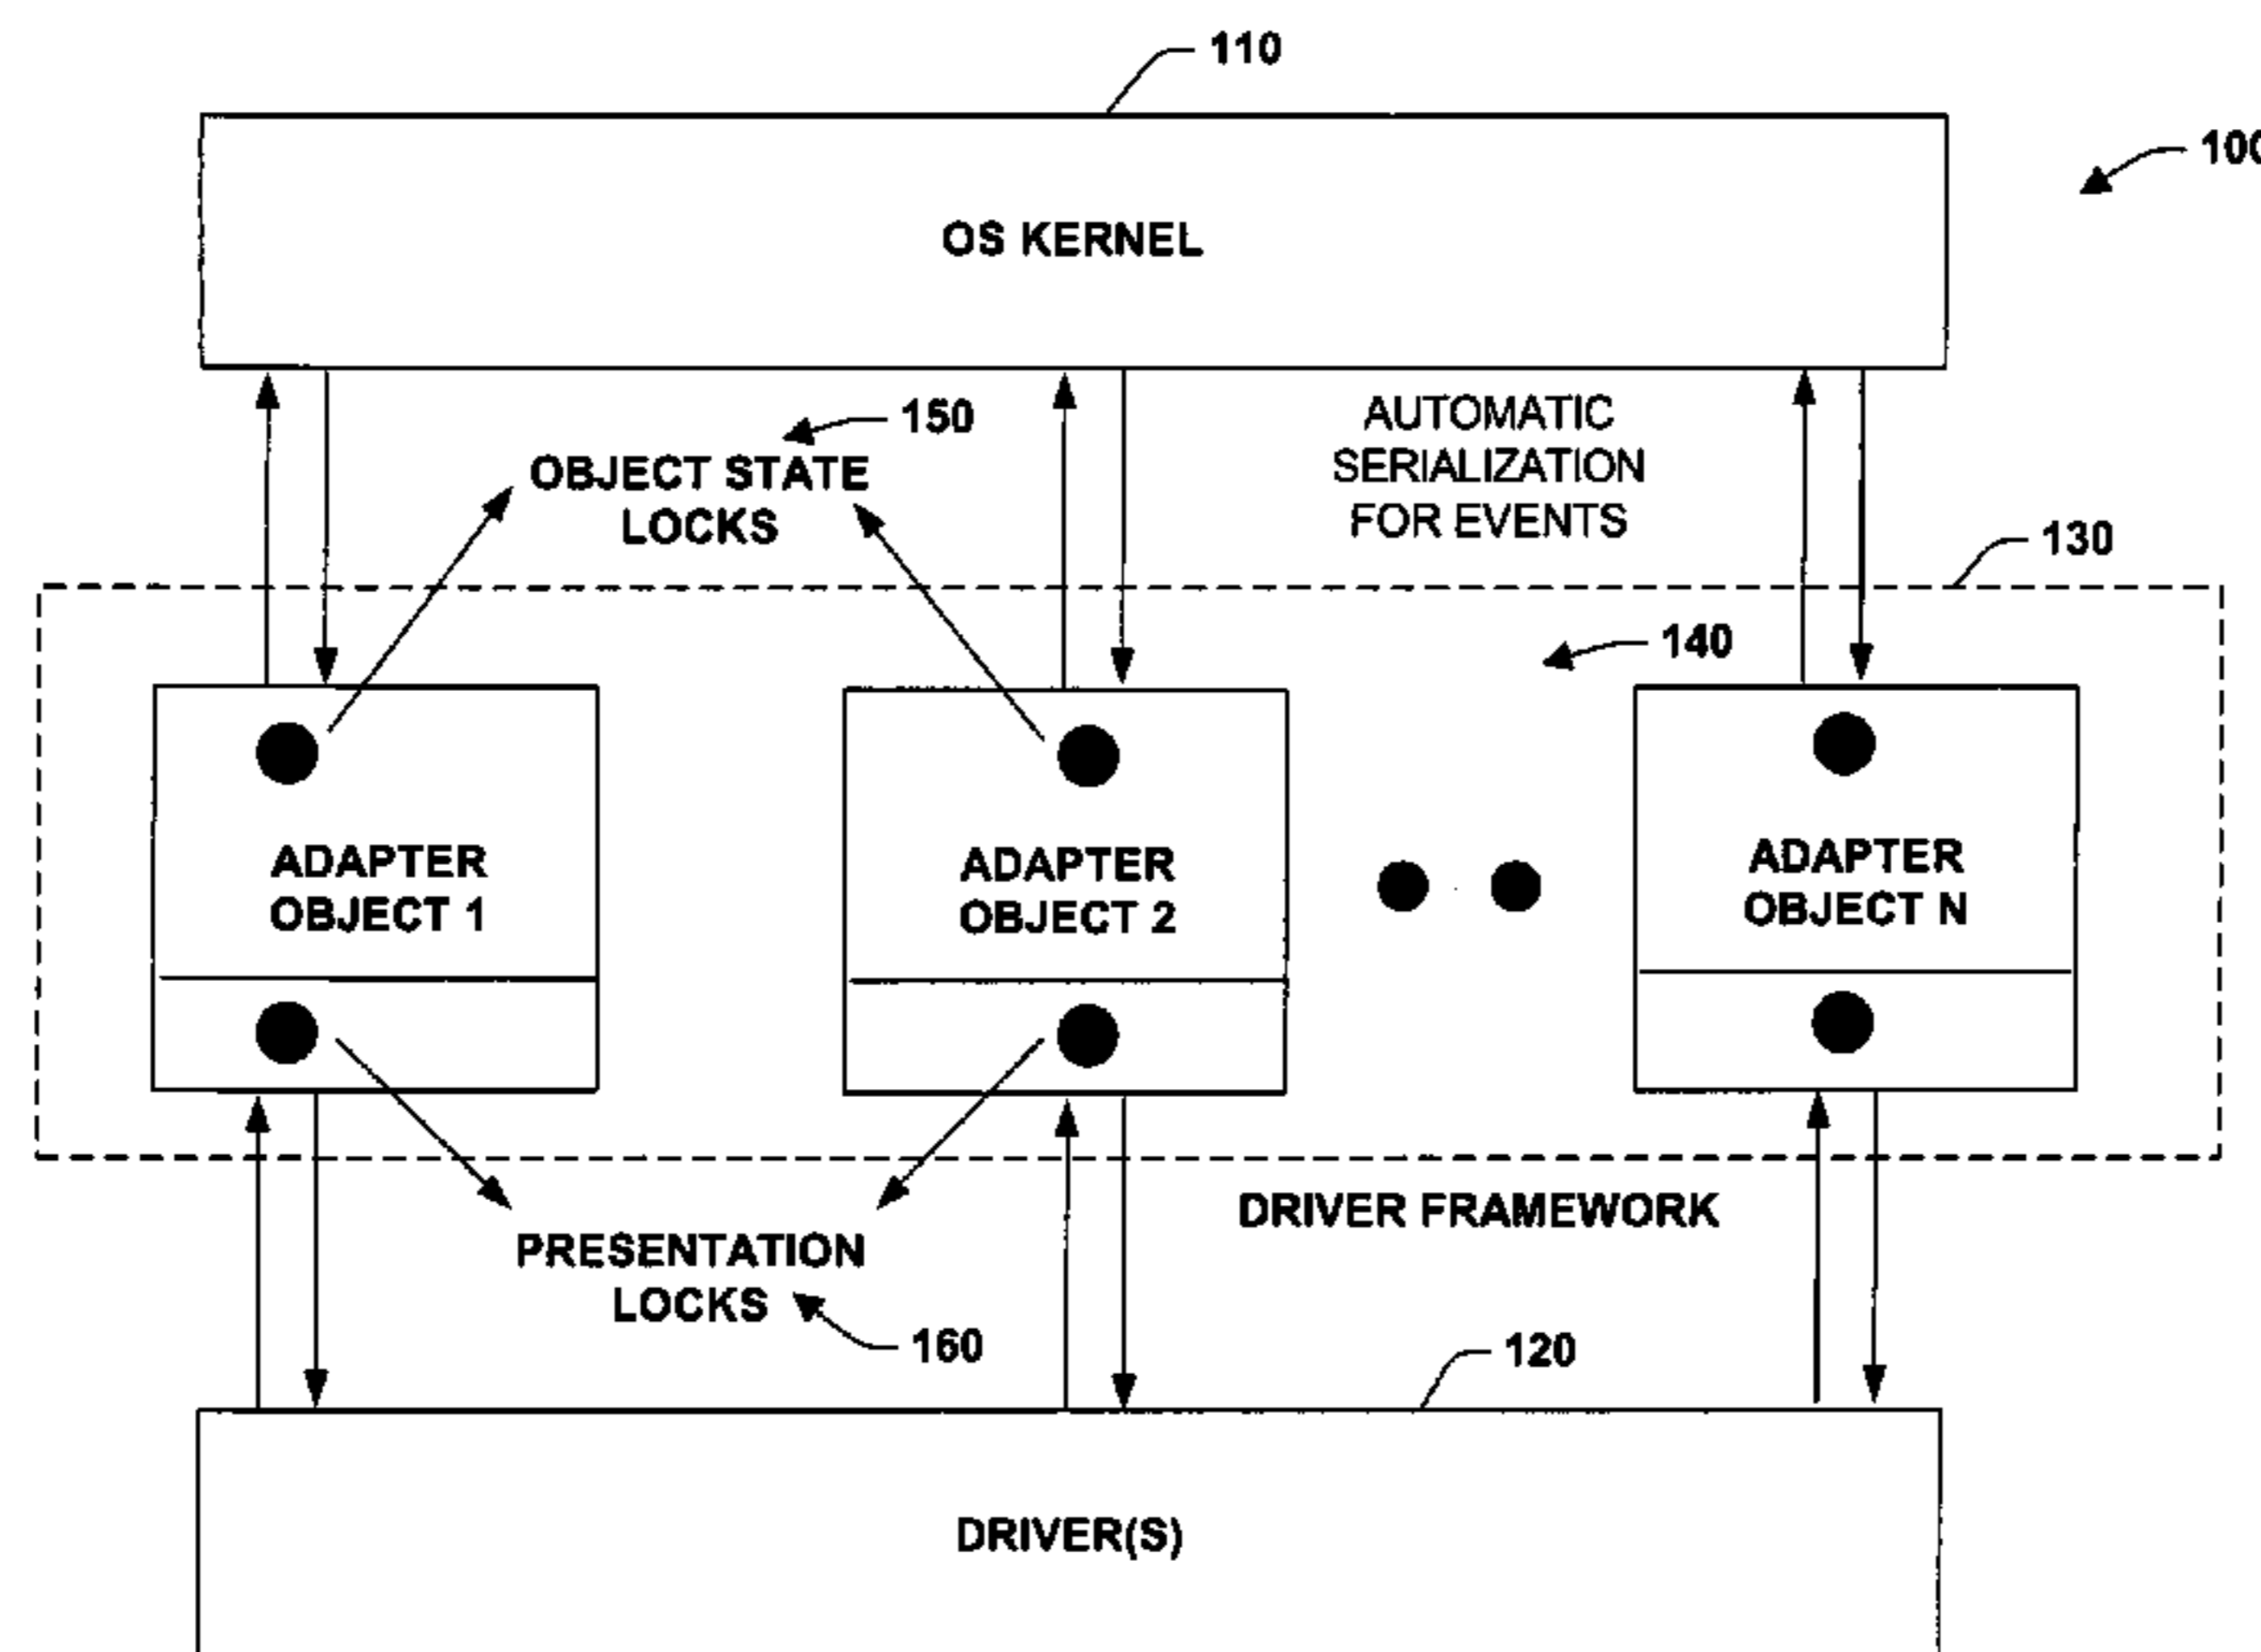 110
100
OS KERNEL
150
OBJECT STATE
LOCKS
AUTOMATIC
SERIALIZATION
FOR EVENTS
130
140
ADAPTER
OBJECT 1
ADAPTER
OBJECT 2
ADAPTER
OBJECT N
DRIVER FRAMEWORK
PRESENTATION
LOCKS
160
120
DRIVER(S)